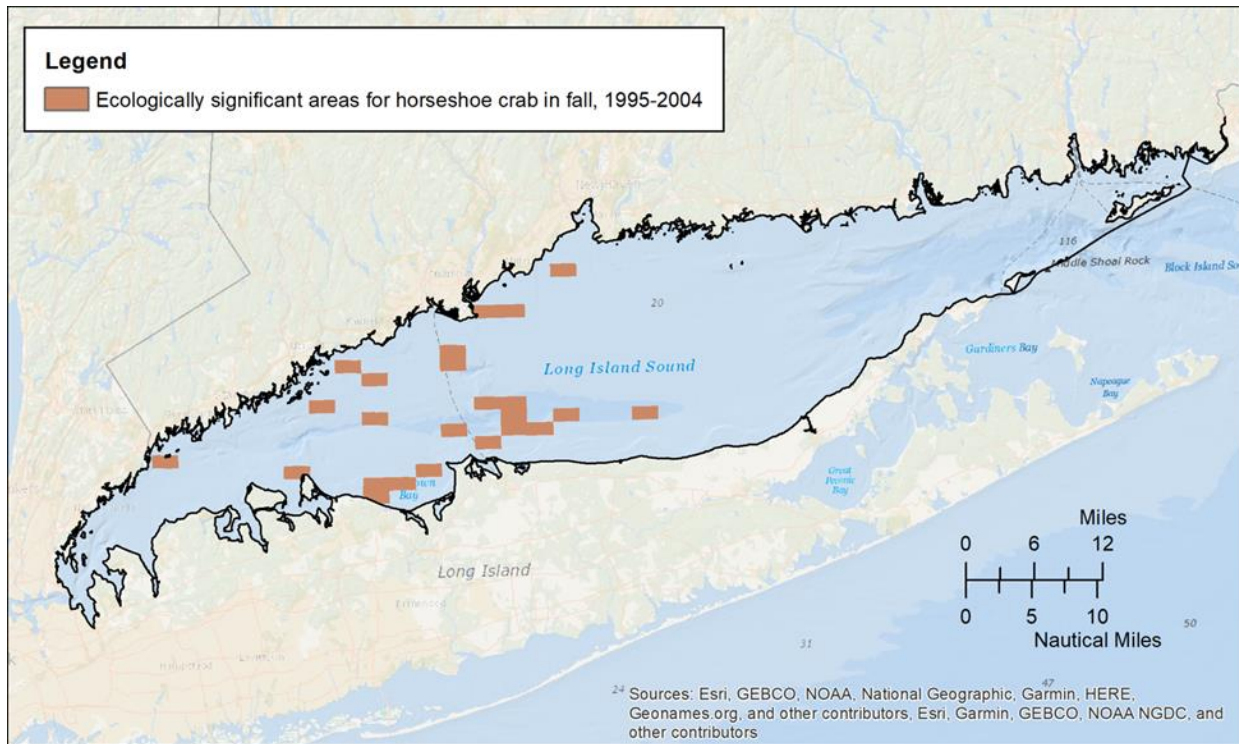 Legend
Ecologically significant areas for horseshoe crab in fall, 1995-2004
116
Middle Shoal Rock
Block Island Sou
20
Long Island Sound
Gardiners Bay
Napeague
Bay
Great
Peconic
Bay
Bay
Long Island
Miles
0 6 12
0 5 10
Nautical Miles
50
31
24
47
Sources: Esri, GEBCO, NOAA, National Geographic, Garmin, HERE,
Geonames.org, and other contributors, Esri, Garmin, GEBCO, NOAA NGDC, and
other contributors